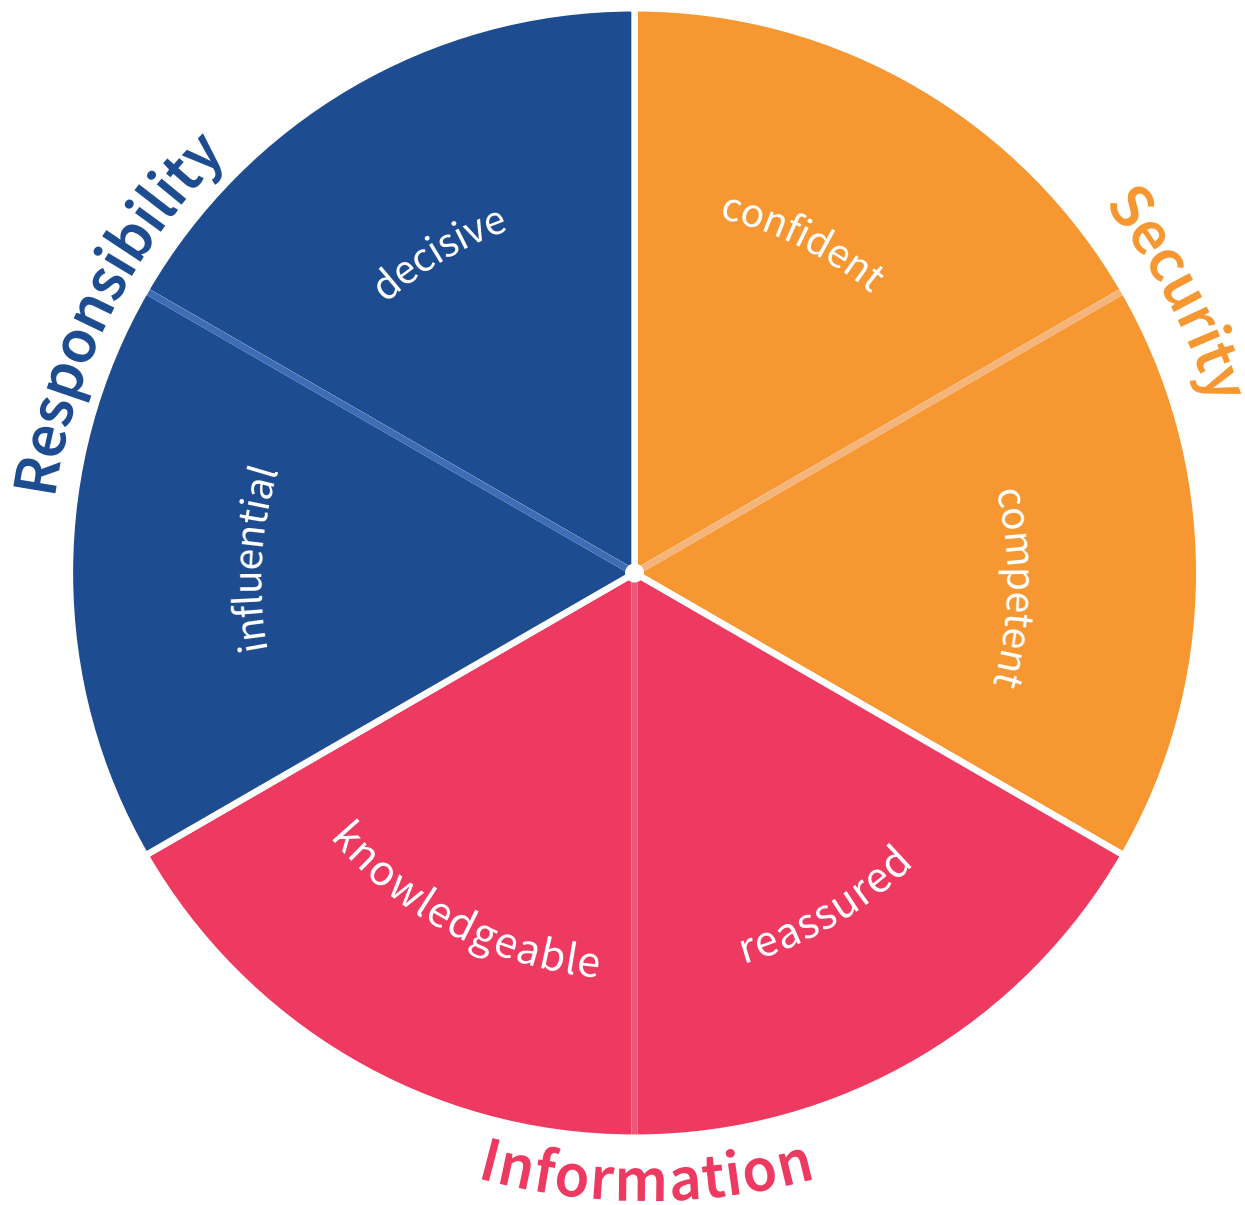 Responsibility
decisive
influential
Security
confident
competent
Information
knowledgeable
reassured